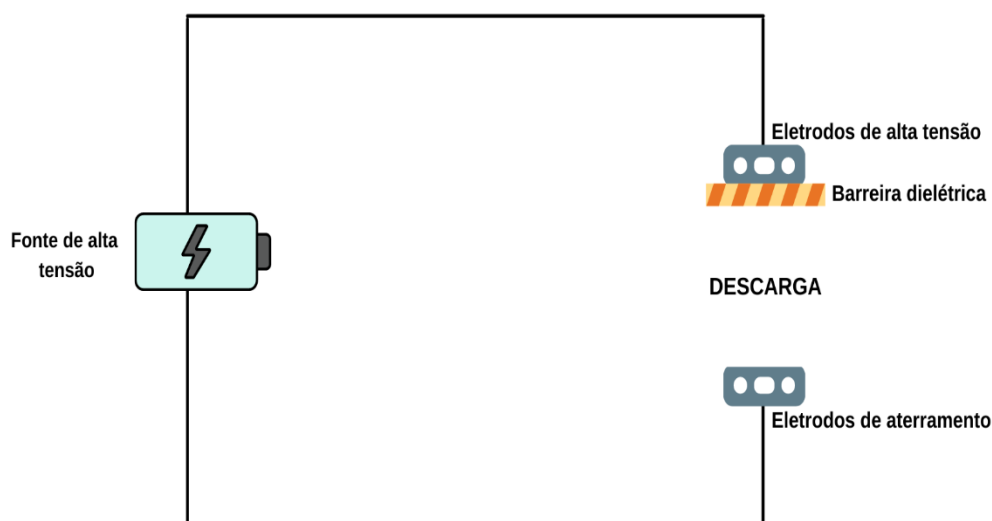 Eletrodos de alta tensão
Barreira dielétrica
Fonte de alta
tensão
DESCARGA
Eletrodos de aterramento